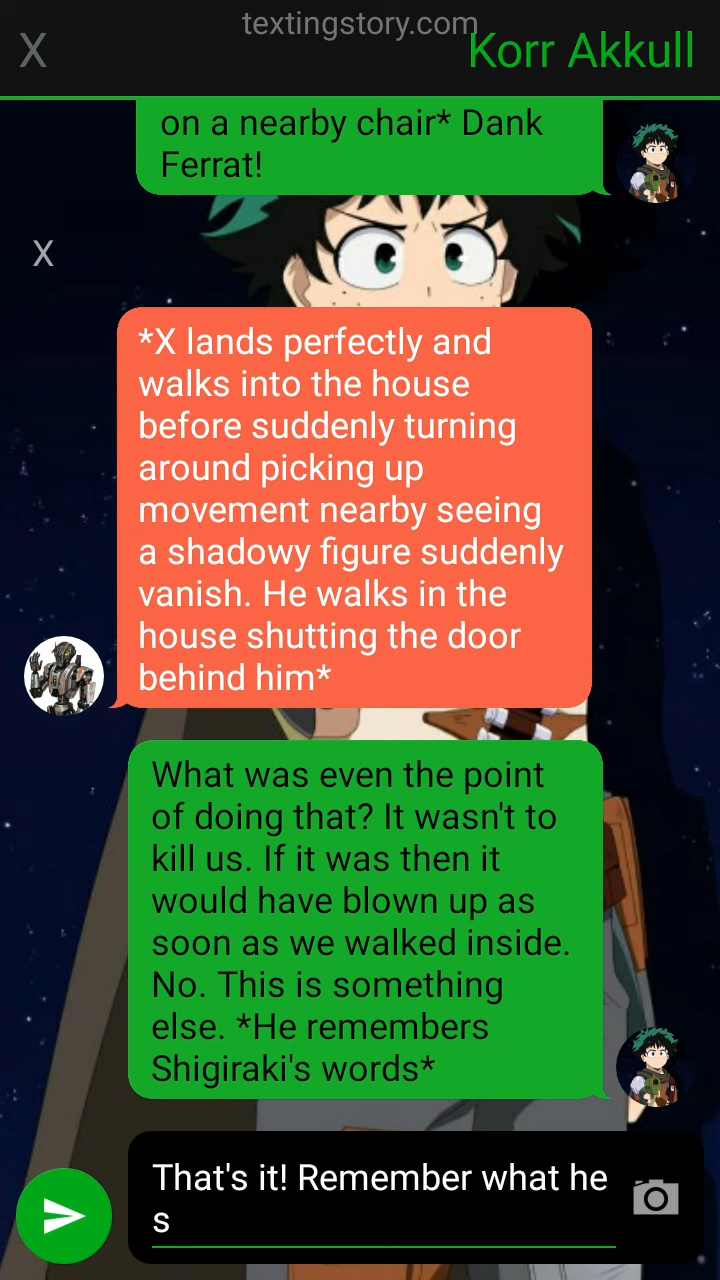 textingstory.com
X
Korr Akkull
on a nearby chair* Dank
Ferrat!
X
*X lands perfectly and
walks into the house
before suddenly turning
around picking up
movement nearby seeing
a shadowy figure suddenly
vanish. He walks in the
house shutting the door
behind him*
What was even the point
of doing that? It wasn't to
kill us. If it was then it
would have blown up as
soon as we walked inside.
No. This is something
else. *He remembers
Shigiraki's words*
That's it! Remember what he
s